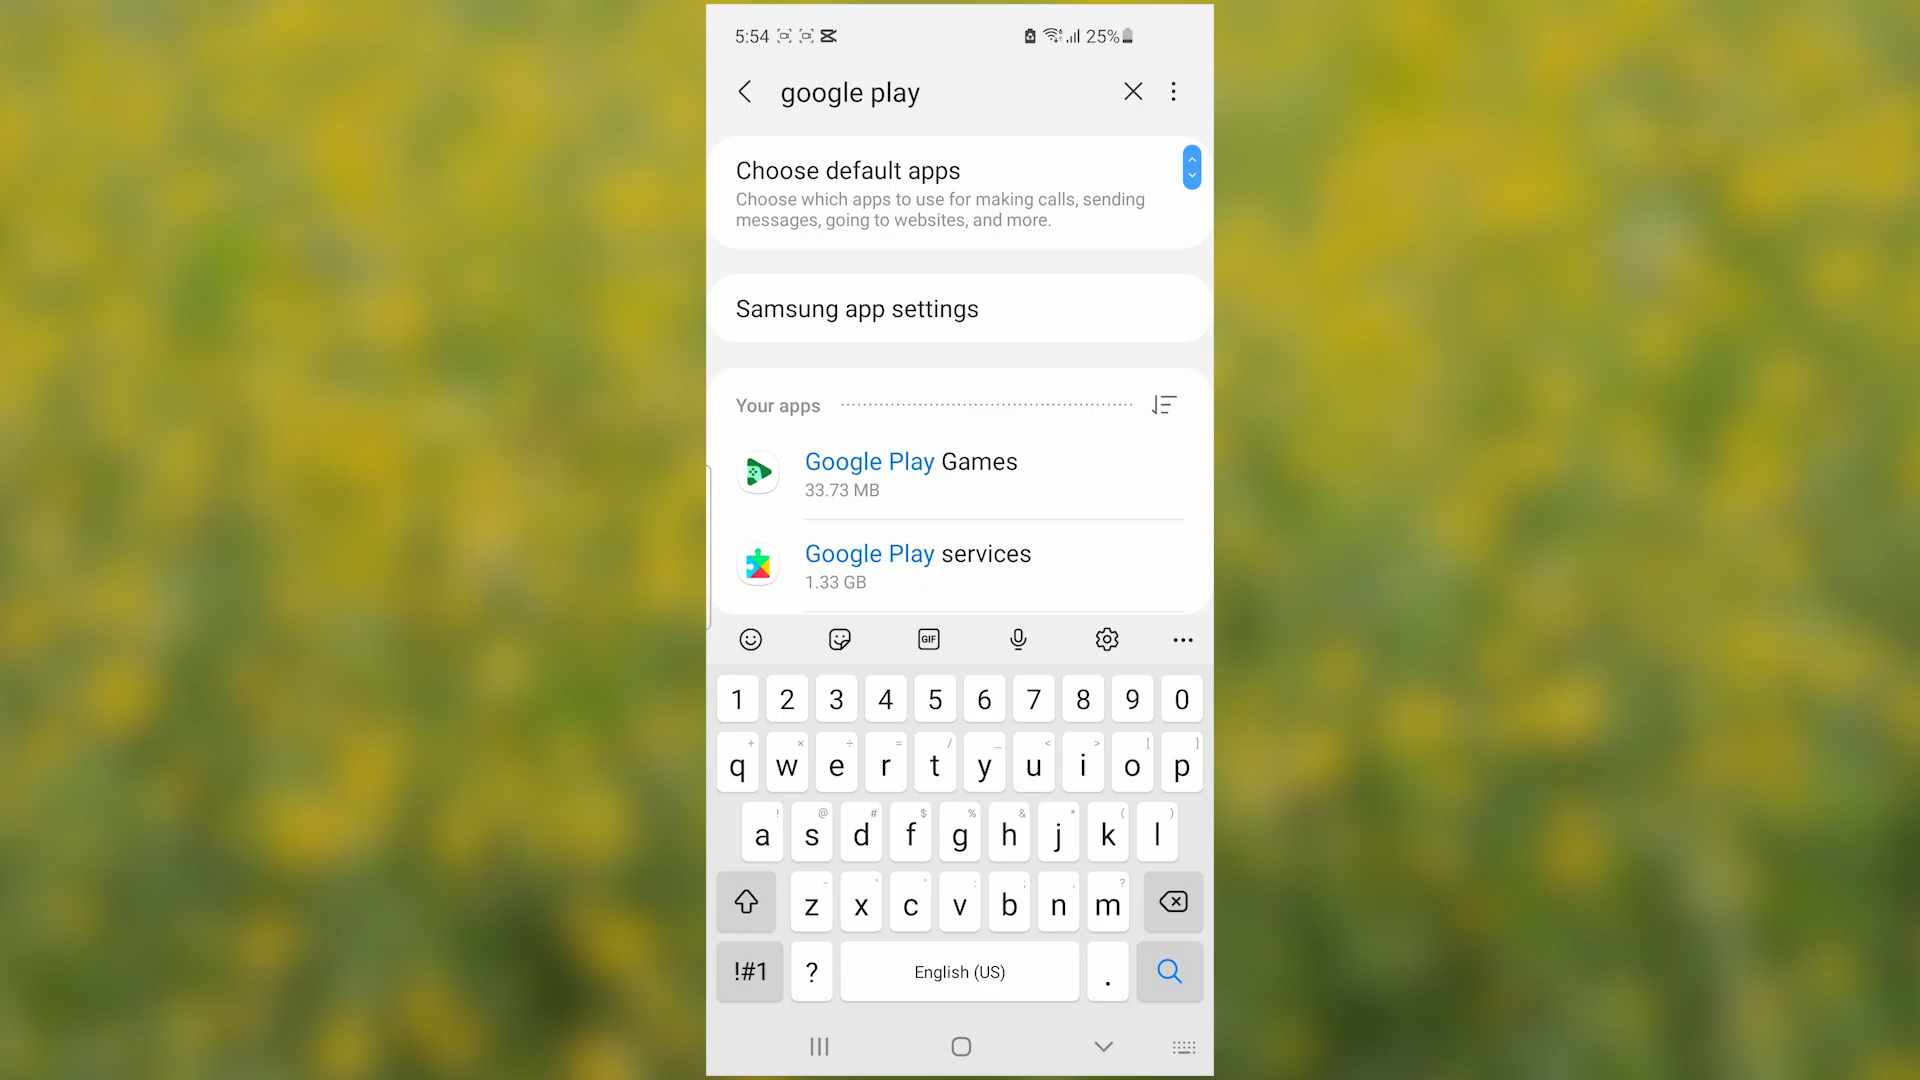 5:54 25%
google play
Choose default apps
Choose which apps to use for making calls, sending
messages, going to websites, and more.
Samsung app settings
Your apps
Google Play Games
33.73 MB
Google Play services
1.33 GB
GIF
1 2 3 4 5 6 7 8 9 0
+ × ÷ = / _ < > [ ]
q w e r t y u i o p
! @ # $ % & * ( )
a s d f g h j k l
- ' " : ; , ?
z x c v b n m
!#1 ? English (US) .